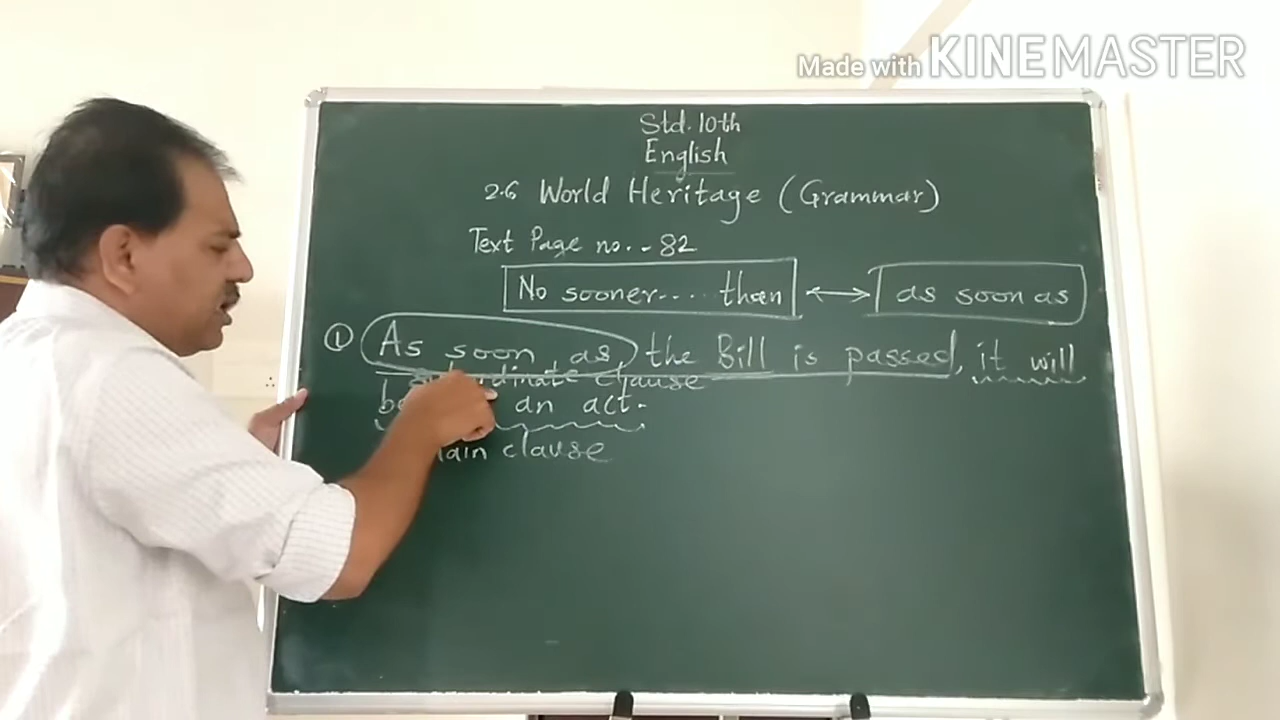 Made with KINEMASTER
Std. 10th
English
2.6 World Heritage (Grammar)
Text Page no. - 82
No sooner.... than ↔ as soon as
① As soon as, the Bill is passed, it will
clause
an act.
clause